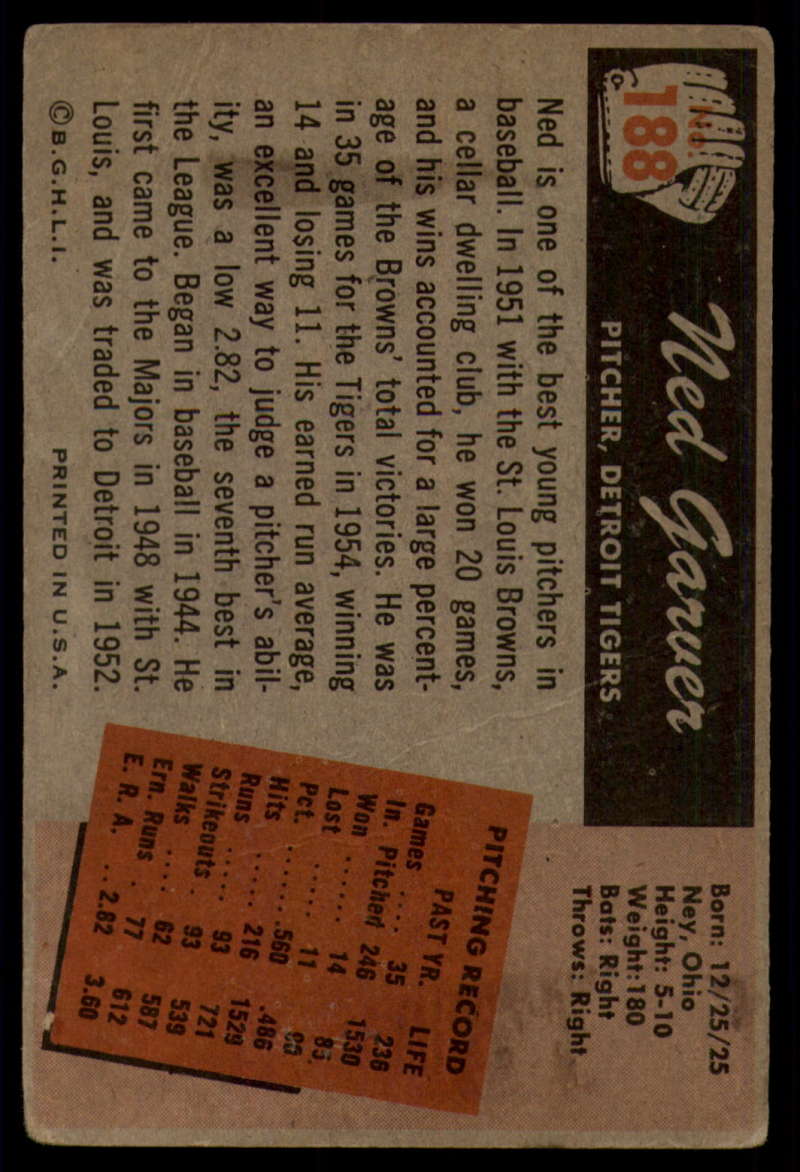 No.
188
Ned Garver
PITCHER, DETROIT TIGERS
Born: 12/25/25
Ney, Ohio
Height: 5-10
Weight: 180
Bats: Right
Throws: Right
Ned is one of the best young pitchers in
baseball. In 1951 with the St. Louis Browns,
a cellar dwelling club, he won 20 games,
and his wins accounted for a large percent-
age of the Browns' total victories. He was
in 35 games for the Tigers in 1954, winning
14 and losing 11. His earned run average,
an excellent way to judge a pitcher's abil-
ity, was a low 2.82, the seventh best in
the League. Began in baseball in 1944. He
first came to the Majors in 1948 with St.
Louis, and was traded to Detroit in 1952.
©B.G.H.L.I. PRINTED IN U.S.A.
PITCHING RECORD
PAST YR. LIFE
Games .... 35 236
In. Pitched 246 1530
Won ...... 14 83
Lost ..... 11
Pct. ...... .560 .486
Hits ..... 216 1529
Runs ..... 93 721
Strikeouts . 93 539
Walks .... 62 587
Ern. Runs . 77 612
E. R. A. .. 2.82 3.60